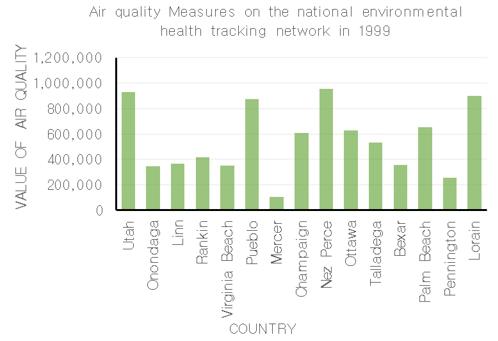 Air quality Measures on the national environmental
health tracking network in 1999
VALUE OF AIR QUALITY
1,200,000
1,000,000
800,000
600,000
400,000
200,000
0
Utah
Onondaga
Linn
Rankin
Virginia Beach
Pueblo
Mercer
Champaign
Nez Perce
Ottawa
Talladega
Bexar
Palm Beach
Pennington
Lorain
COUNTRY